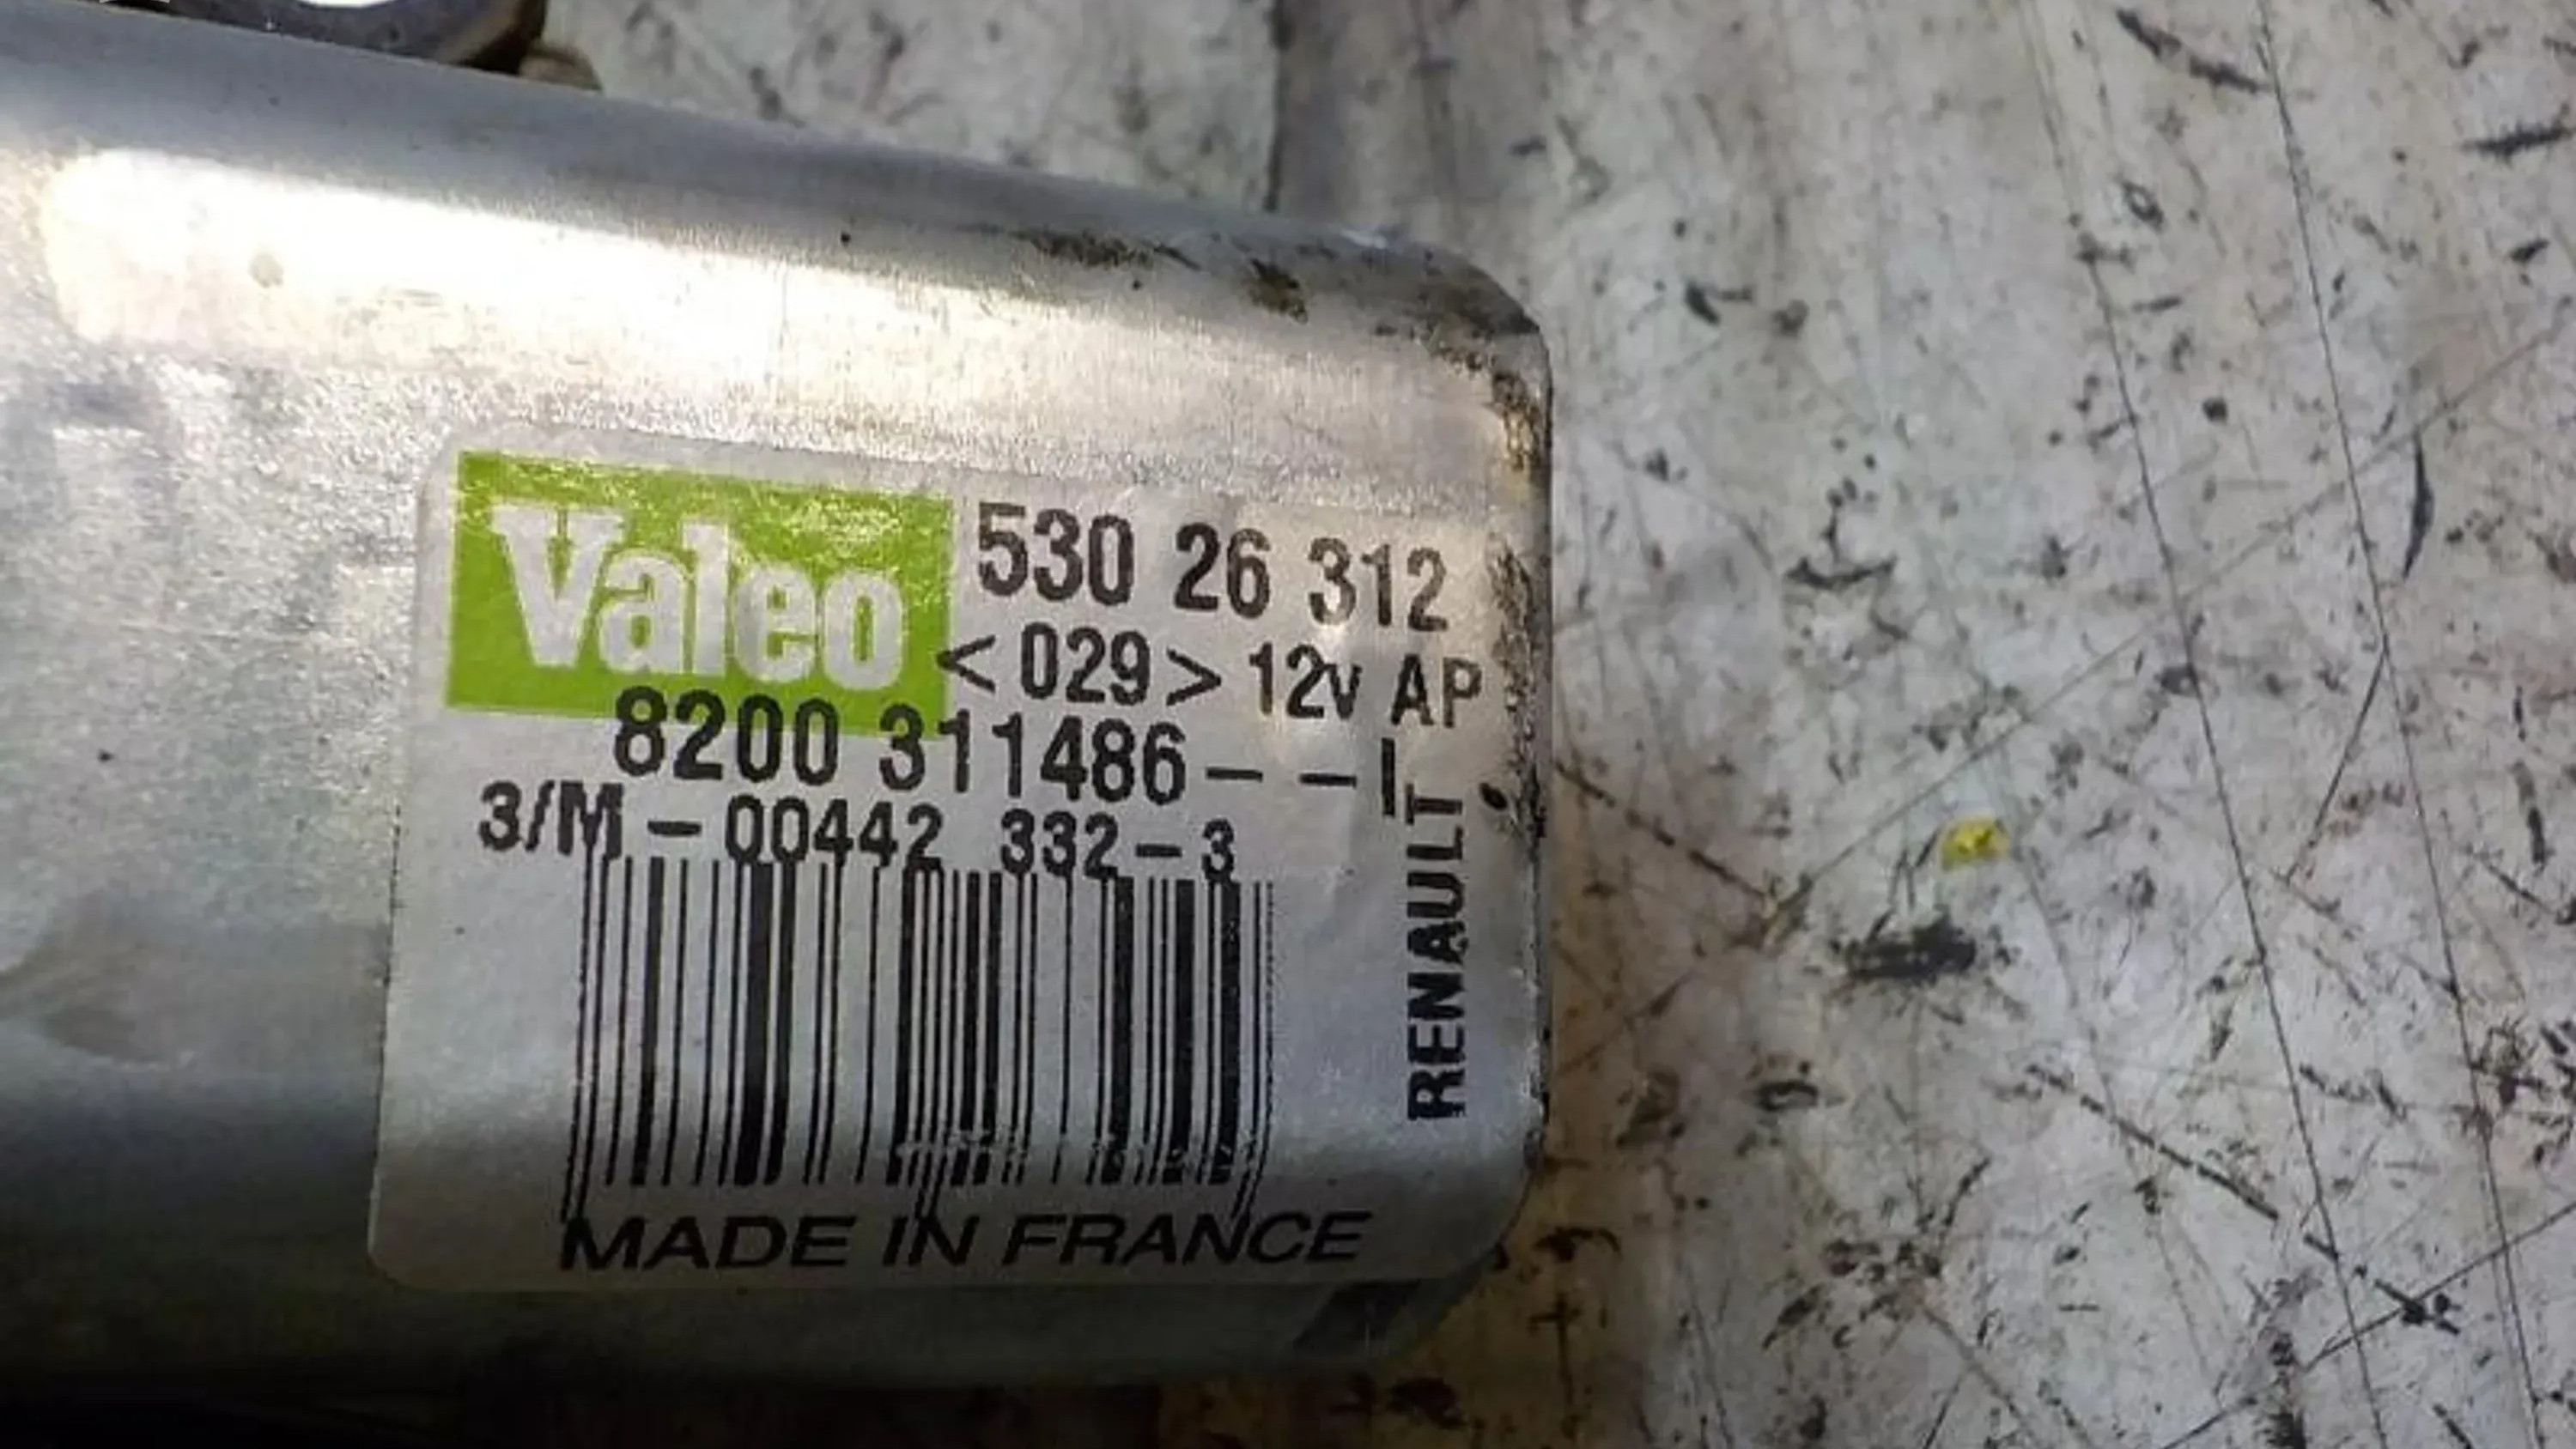 Valeo
530 26 312
<029> 12v AP
8200 311486 - - I
3/M - 00442 332 - 3
RENAULT
MADE IN FRANCE